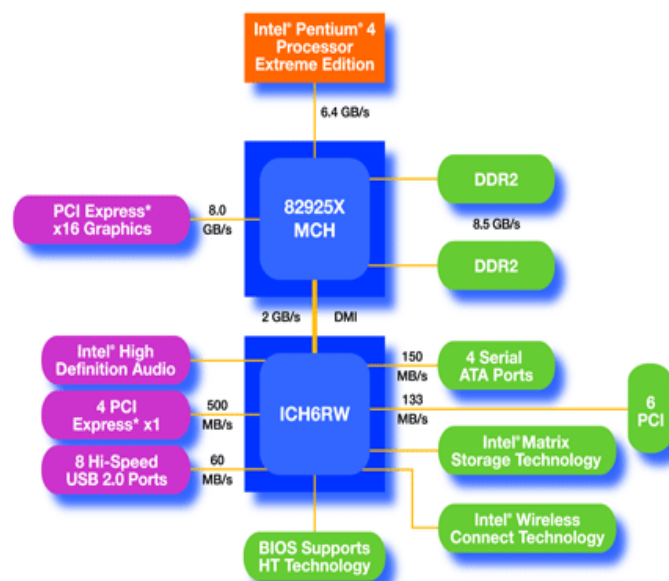 Intel® Pentium® 4
Processor
Extreme Edition
6.4 GB/s
82925X
MCH
DDR2
8.5 GB/s
DDR2
PCI Express*
x16 Graphics
8.0
GB/s
2 GB/s
DMI
Intel® High
Definition Audio
4 PCI
Express* x1
500
MB/s
8 Hi-Speed
USB 2.0 Ports
60
MB/s
ICH6RW
150
MB/s
4 Serial
ATA Ports
133
MB/s
6
PCI
Intel® Matrix
Storage Technology
Intel® Wireless
Connect Technology
BIOS Supports
HT Technology